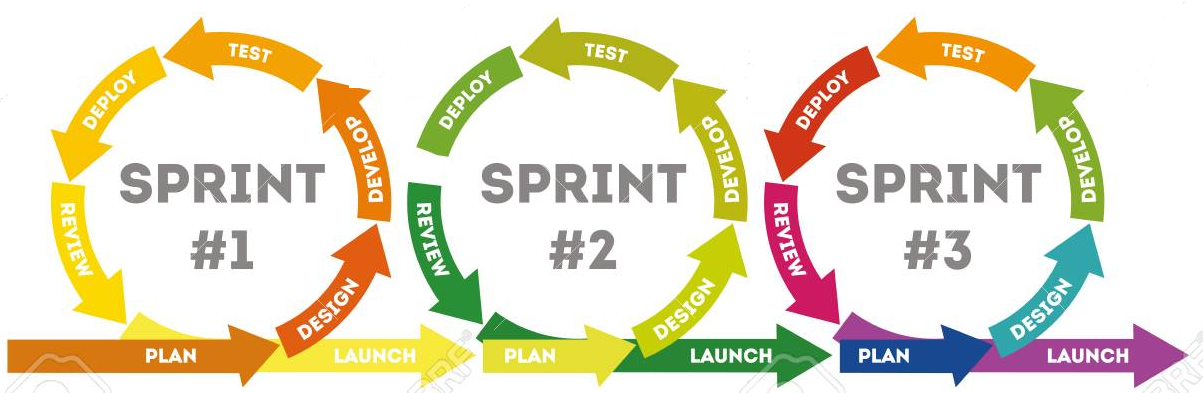 SPRINT
#1
PLAN
DESIGN
DEVELOP
TEST
DEPLOY
REVIEW
LAUNCH
SPRINT
#2
PLAN
DESIGN
DEVELOP
TEST
DEPLOY
REVIEW
LAUNCH
SPRINT
#3
PLAN
DESIGN
DEVELOP
TEST
DEPLOY
REVIEW
LAUNCH